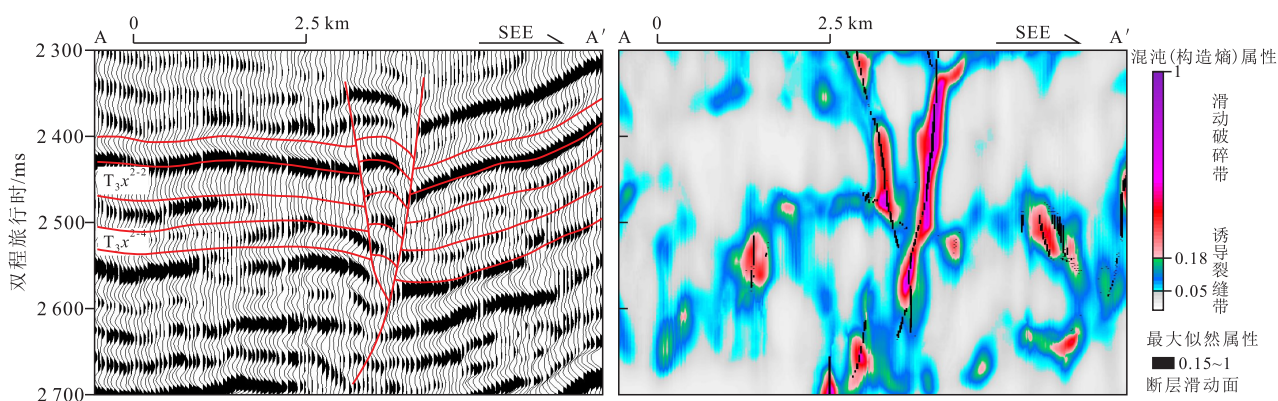 0 2.5 km
A SEE A′
2 300
2 400
2 500
2 600
2 700
双程旅行时/ms
T₃x²⁻²
T₃x²⁻⁴
0 2.5 km
A SEE A′
混沌(构造熵)属性
1
滑动破碎带
0.18
诱导裂缝带
0.05
最大似然属性
0.15~1
断层滑动面